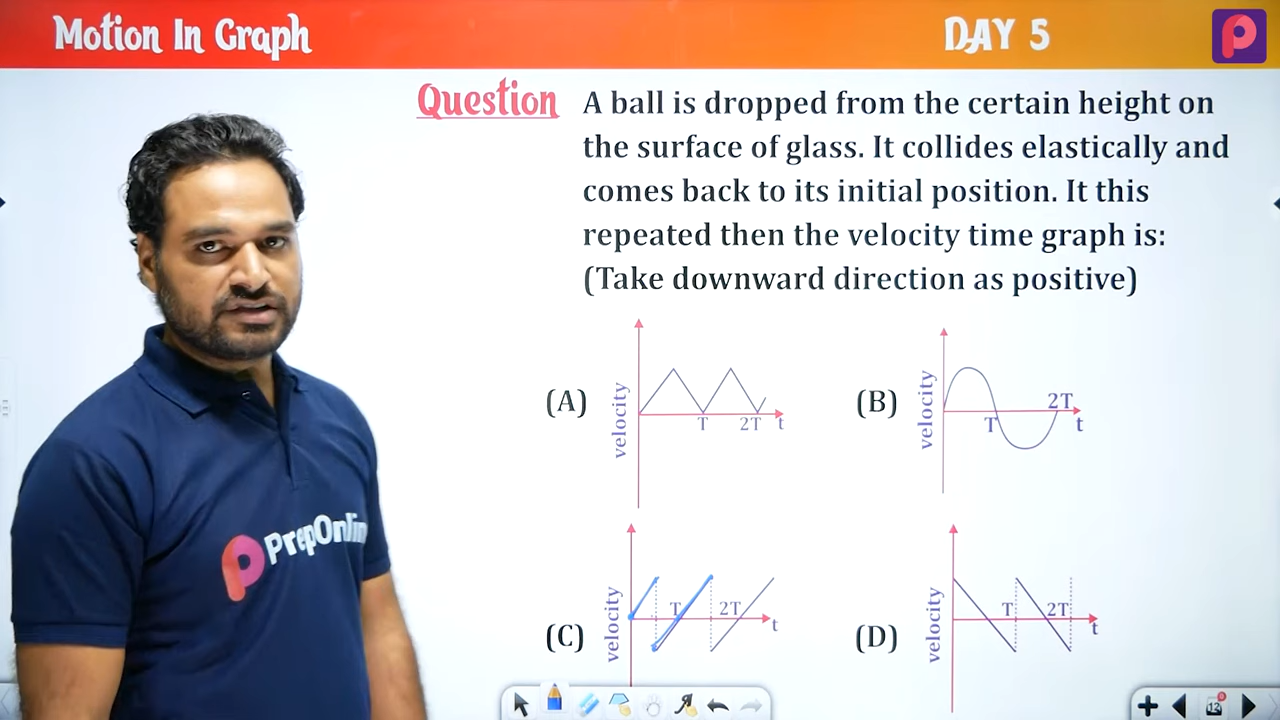 Motion In Graph
DAY 5
Question
A ball is dropped from the certain height on
the surface of glass. It collides elastically and
comes back to its initial position. It this
repeated then the velocity time graph is:
(Take downward direction as positive)
(A)
velocity
T
2T
t
(B)
velocity
T
2T
t
PrepOnlin
(C)
velocity
T
2T
t
(D)
velocity
T
2T
t